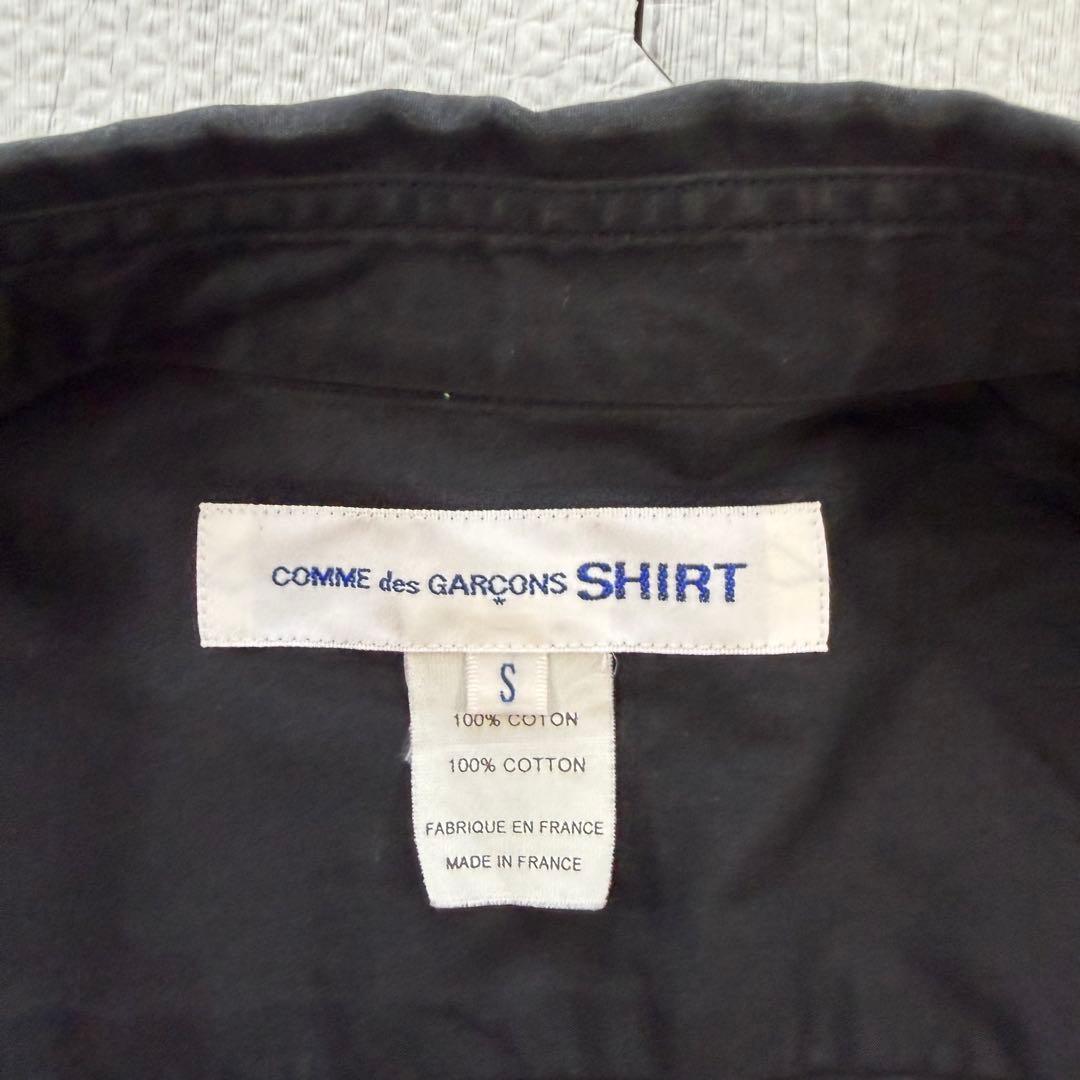 COMME des GARÇONS SHIRT
S
100% COTON
100% COTTON
FABRIQUE EN FRANCE
MADE IN FRANCE